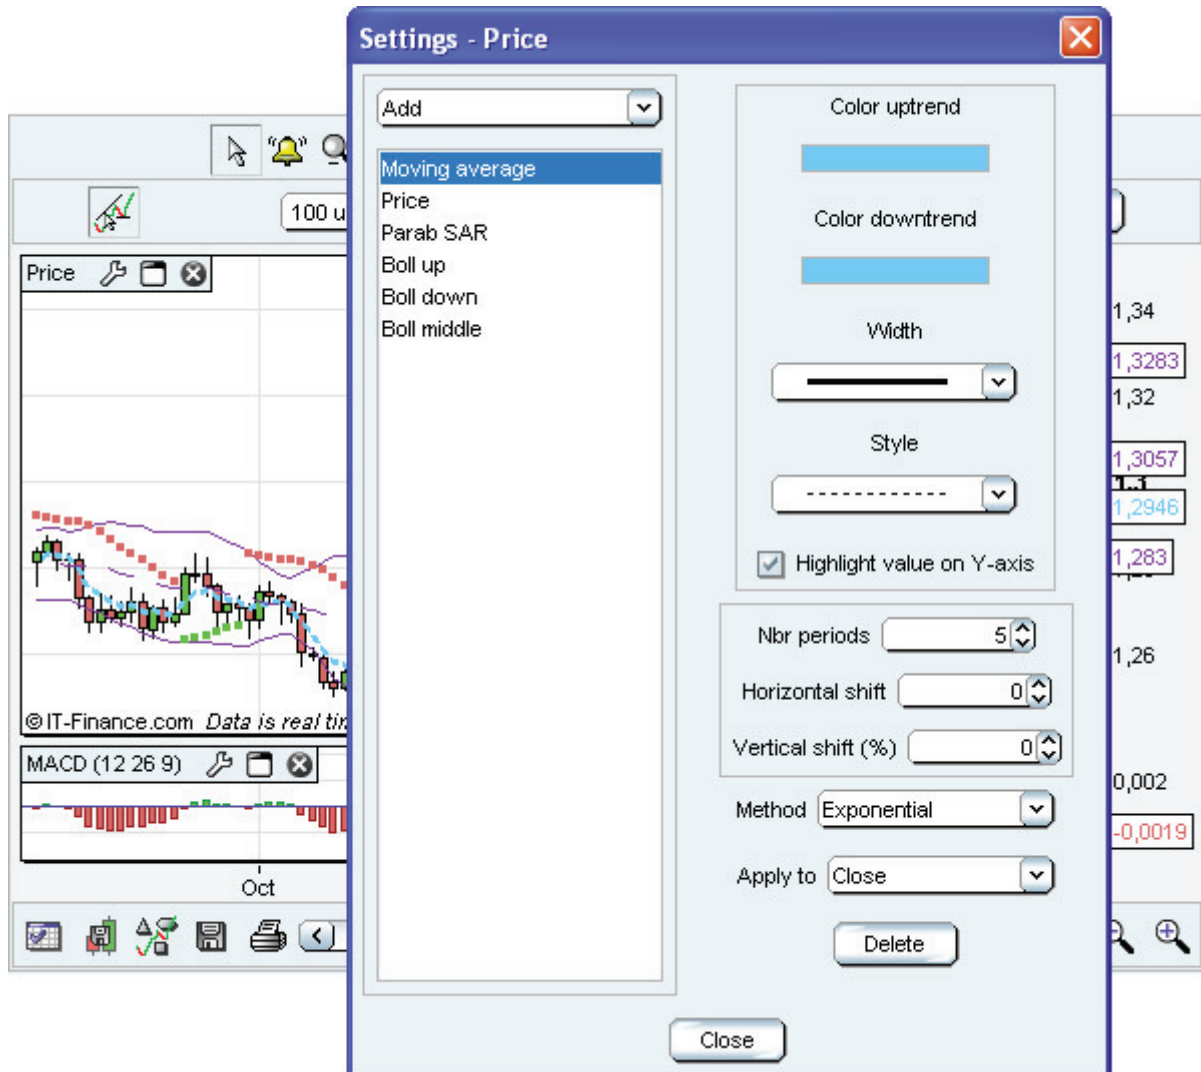 Settings - Price
Add
Color uptrend
Moving average
Price
100 u
Parab SAR
Color downtrend
Boll up
Price
Boll down
1,34
Boll middle
Width
1,3283
1,32
Style
1,3057
1,2946
Highlight value on Y-axis
1,283
Nbr periods 5
1,26
Horizontal shift 0
© IT-Finance.com Data is real tim
Vertical shift (%) 0
MACD (12 26 9)
0,002
Method Exponential
-0,0019
Apply to Close
Oct
Delete
Close